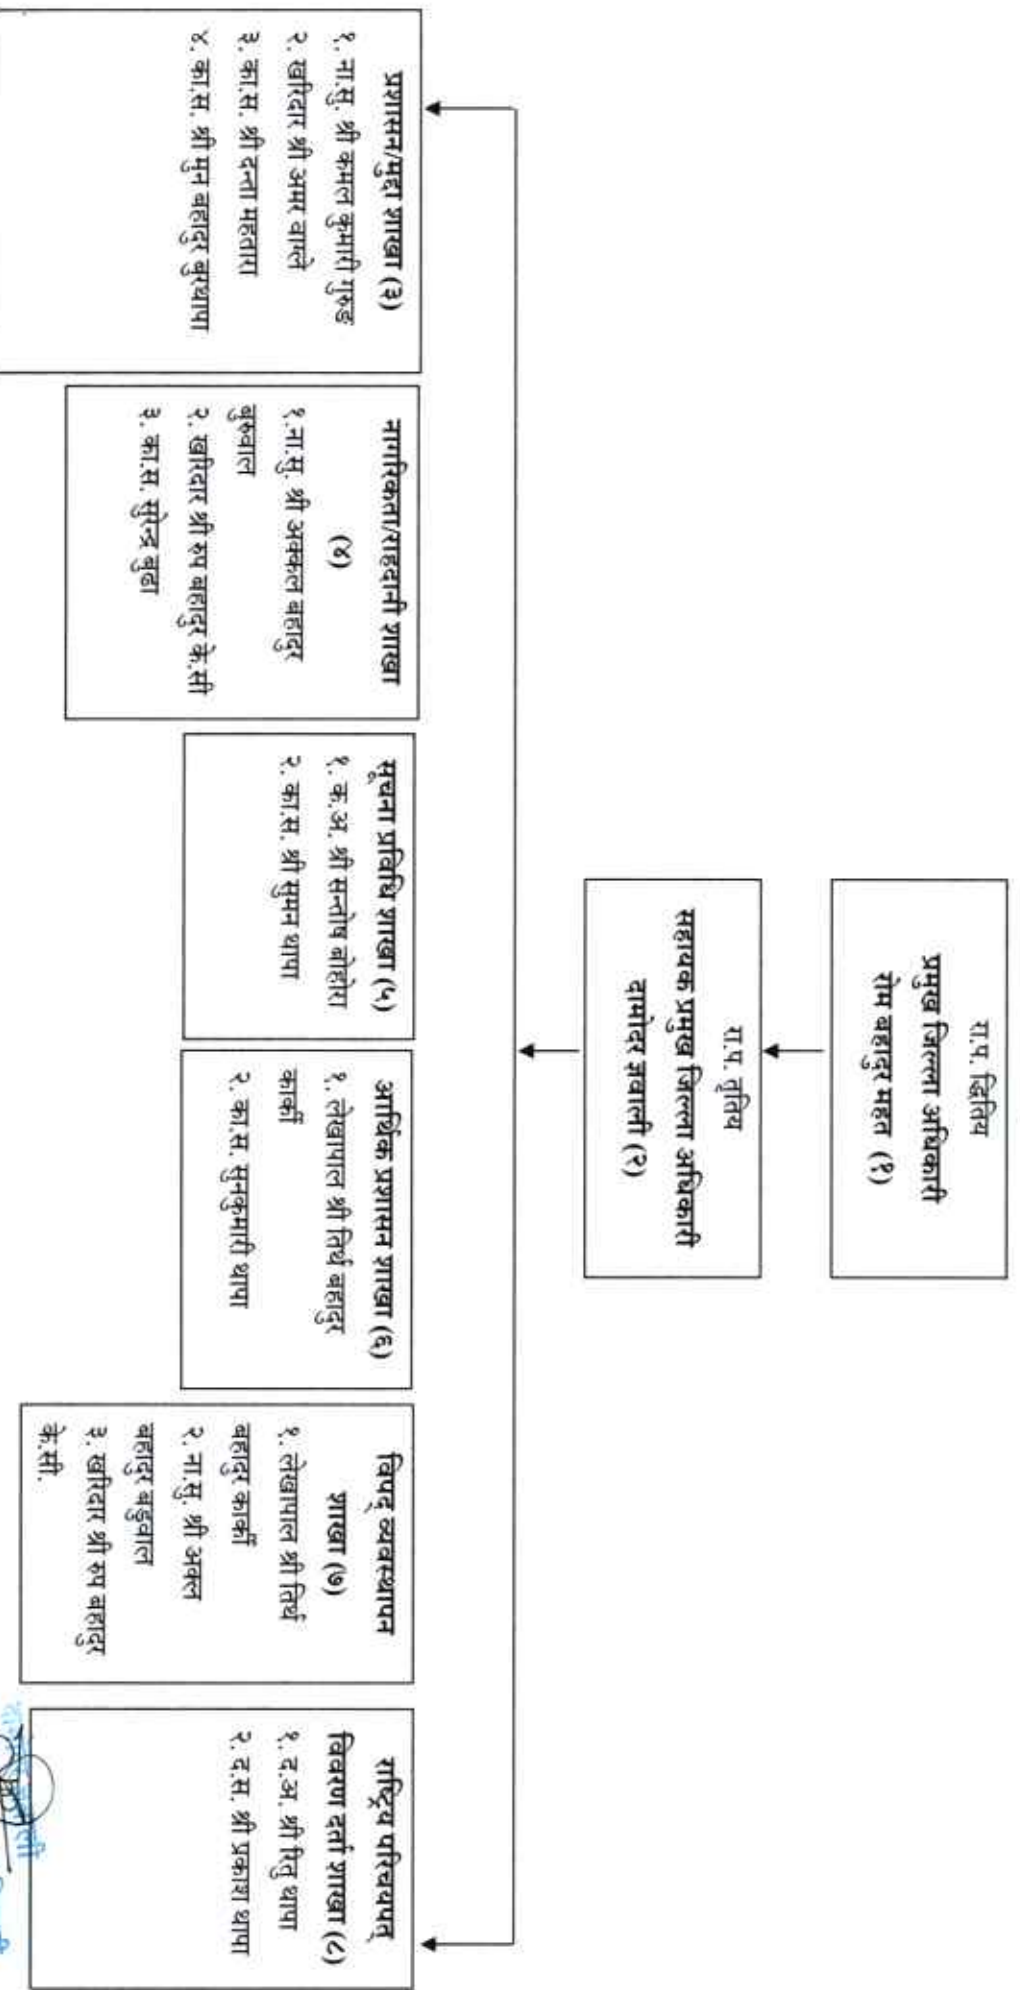 रा.प. द्धितिय
प्रमुख जिल्ला अधिकारी
रोम बहादुर महत (१)
रा.प. तृतिय
सहायक प्रमुख जिल्ला अधिकारी
दामोदर ज्ञवाली (२)
प्रशासन/मुद्दा शाखा (३)
१. ना.सु. श्री कमल कुमारी गुरुङ
२. खरिदार श्री अमर वाग्ले
३. का.स. श्री दन्ता महतारा
४. का.स. श्री मुन बहादुर बुरथापा
नागरिकता/राहदानी शाखा
(४)
१.ना.सु. श्री अक्कल बहादुर
बुरुवाल
२. खरिदार श्री रुप बहादुर के.सी
३. का.स. सुरेन्द्र बुढा
सूचना प्रविधि शाखा (५)
१. क.अ. श्री सन्तोष बोहोरा
२. का.स. श्री सुमन थापा
आर्थिक प्रशासन शाखा (६)
१. लेखापाल श्री तिर्थ बहादुर
कार्की
२. का.स. सुनकुमारी थापा
विपद् व्यवस्थापन
शाखा (७)
१. लेखापाल श्री तिर्थ
बहादुर कार्की
२. ना.सु. श्री अक्ल
बहादुर बडुवाल
३. खरिदार श्री रुप बहादुर
के.सी.
राष्ट्रिय परिचयपत्र
विवरण दर्ता शाखा (८)
१. द.अ. श्री रितु थापा
२. द.स. श्री प्रकाश थापा